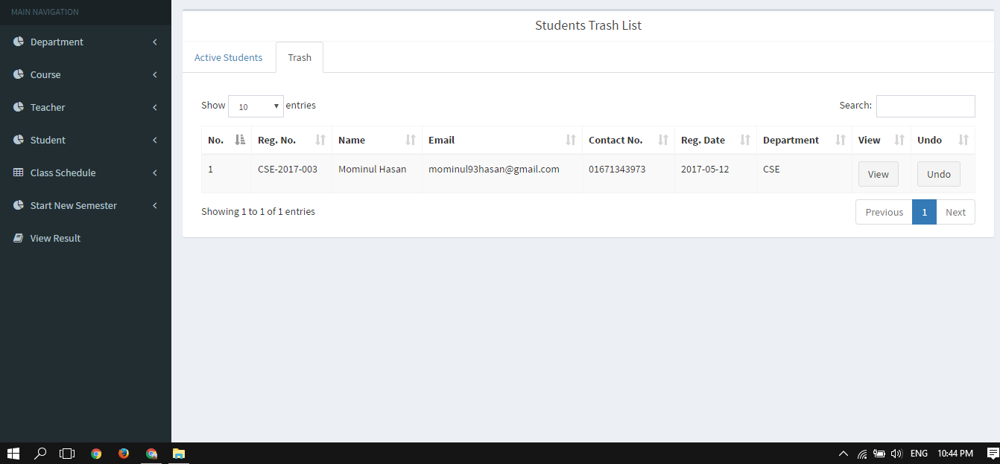 MAIN NAVIGATION
Department
Course
Teacher
Student
Class Schedule
Start New Semester
View Result
Students Trash List
Active Students Trash
Show 10 entries Search:
No. Reg. No. Name Email Contact No. Reg. Date Department View Undo
1 CSE-2017-003 Mominul Hasan mominul93hasan@gmail.com 01671343973 2017-05-12 CSE View Undo
Showing 1 to 1 of 1 entries Previous 1 Next
ENG 10:44 PM